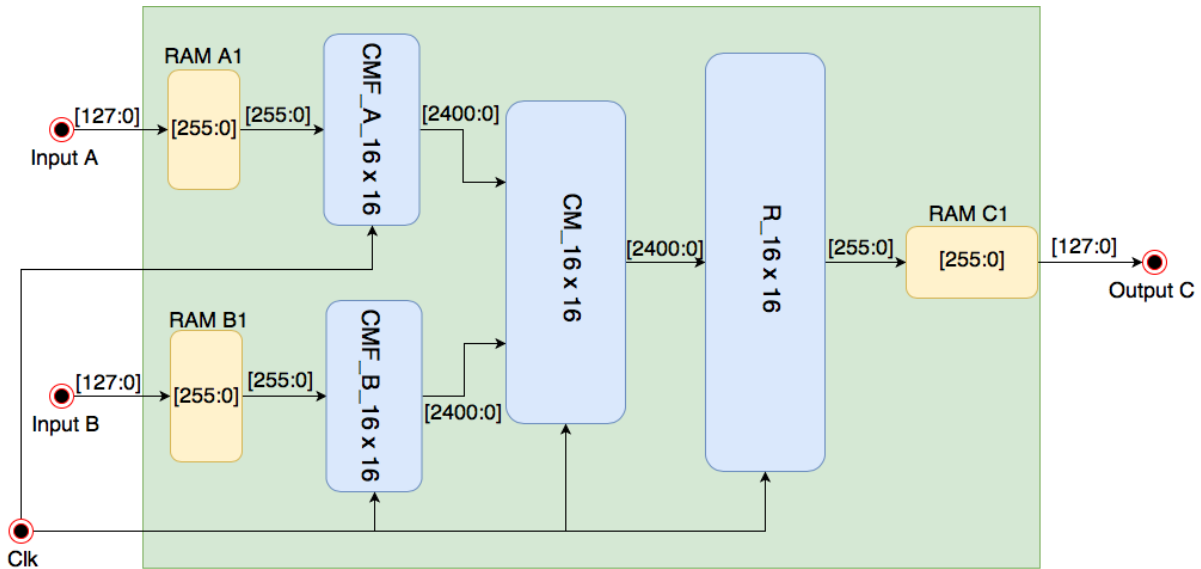 RAM A1
[127:0]
[255:0]
[255:0]
CMF_A_16 x 16
[2400:0]
Input A
CM_16 x 16
[2400:0]
R_16 x 16
[255:0]
RAM C1
[255:0]
[127:0]
Output C
RAM B1
[127:0]
[255:0]
[255:0]
CMF_B_16 x 16
[2400:0]
Input B
Clk